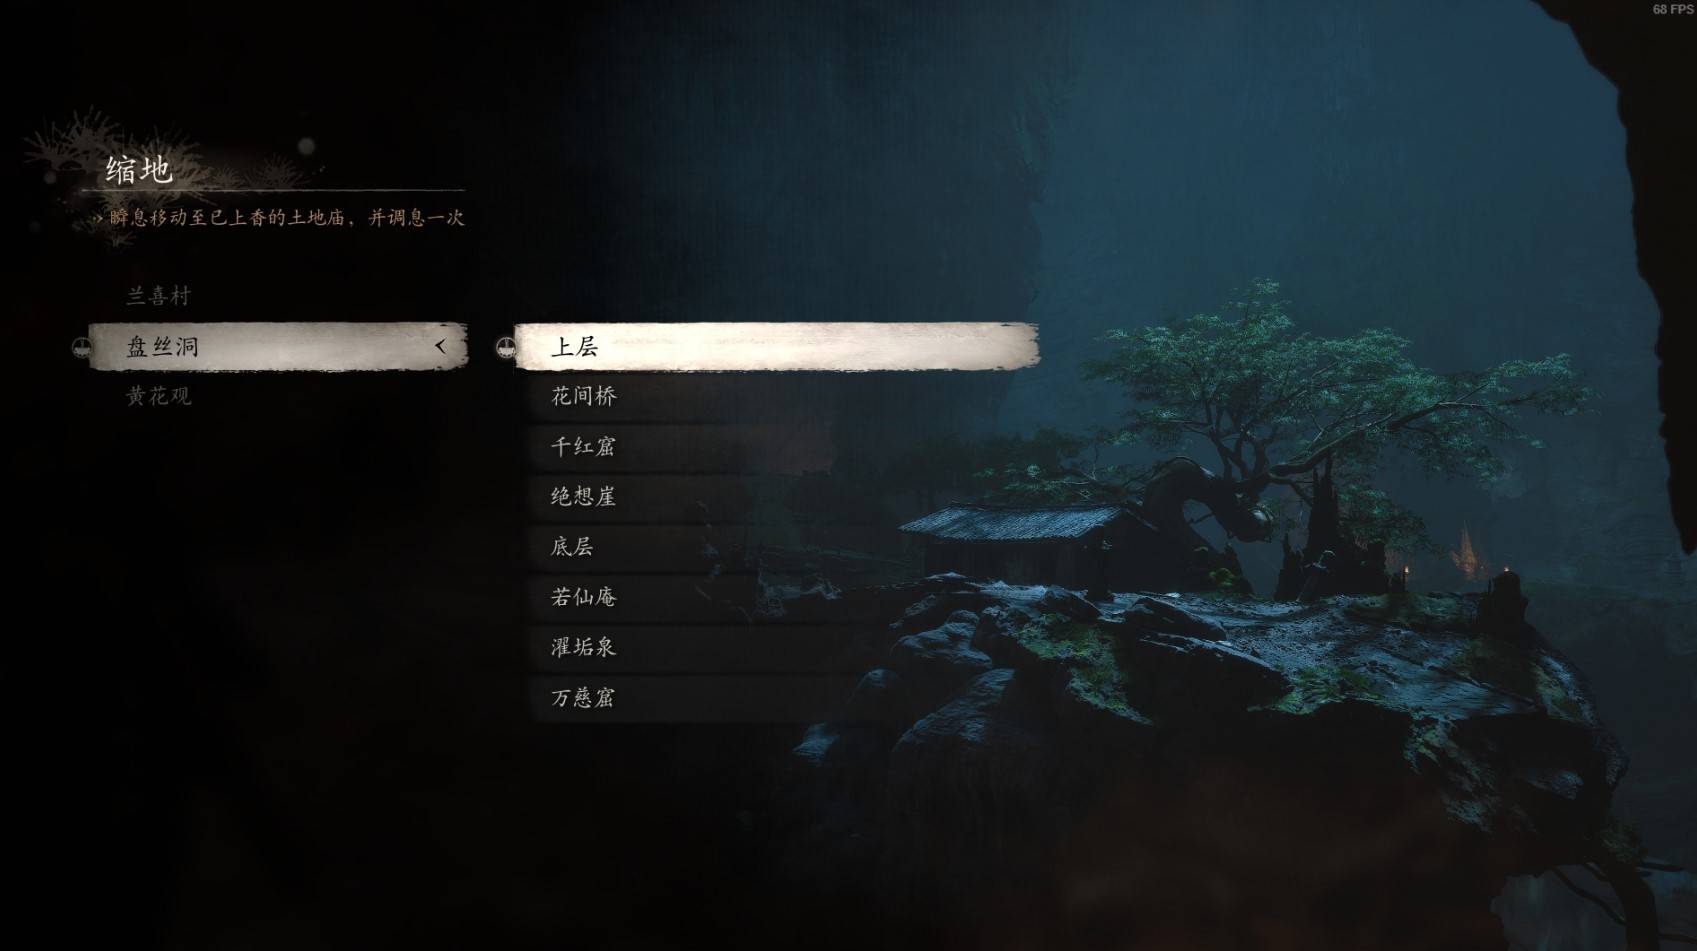 68 FPS
缩地
瞬息移动至已上香的土地庙，并调息一次
兰喜村
盘丝洞
黄花观
上层
花间桥
千红窟
绝想崖
底层
若仙庵
濯垢泉
万慈窟